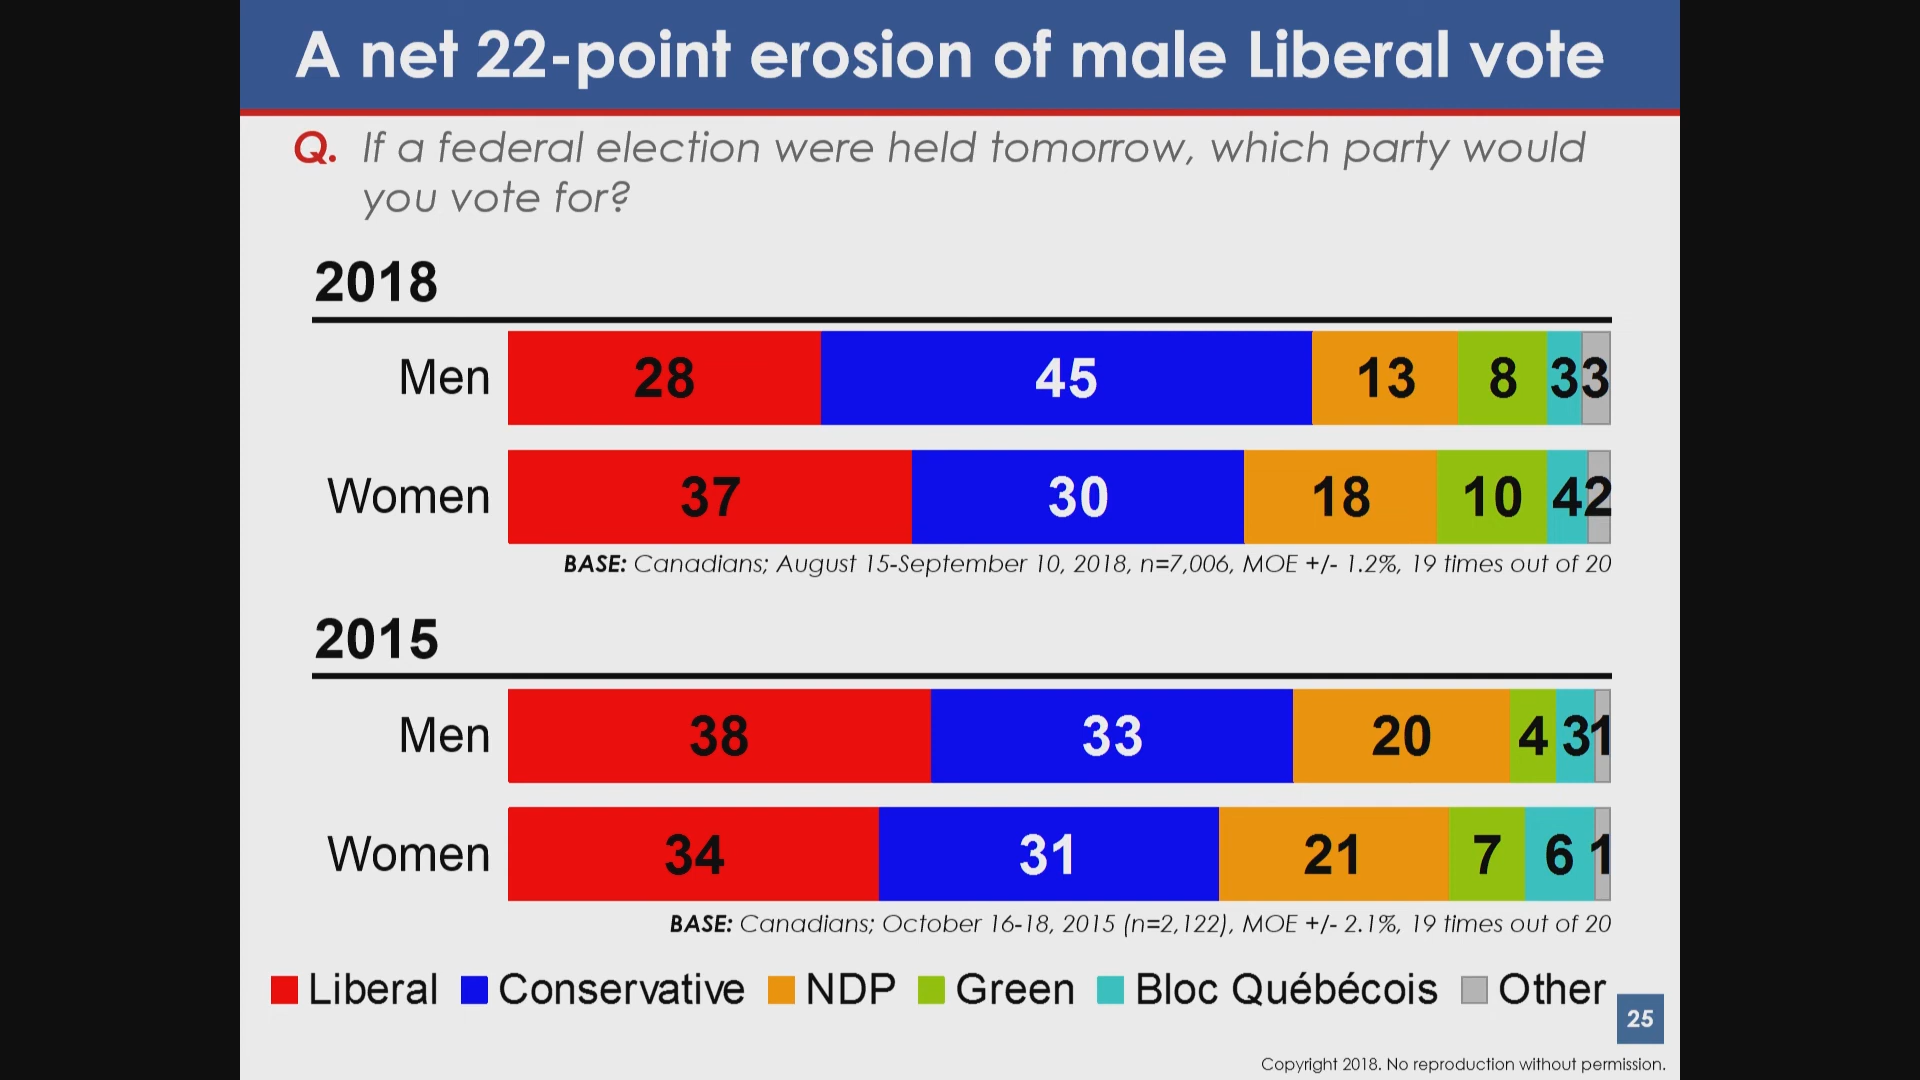 A net 22-point erosion of male Liberal vote
Q. If a federal election were held tomorrow, which party would
you vote for?
2018
Men 28 45 13 8 3 3
Women 37 30 18 10 4 2
BASE: Canadians; August 15-September 10, 2018, n=7,006, MOE +/- 1.2%, 19 times out of 20
2015
Men 38 33 20 4 3 1
Women 34 31 21 7 6 1
BASE: Canadians; October 16-18, 2015 (n=2,122), MOE +/- 2.1%, 19 times out of 20
Liberal Conservative NDP Green Bloc Québécois Other
25
Copyright 2018. No reproduction without permission.